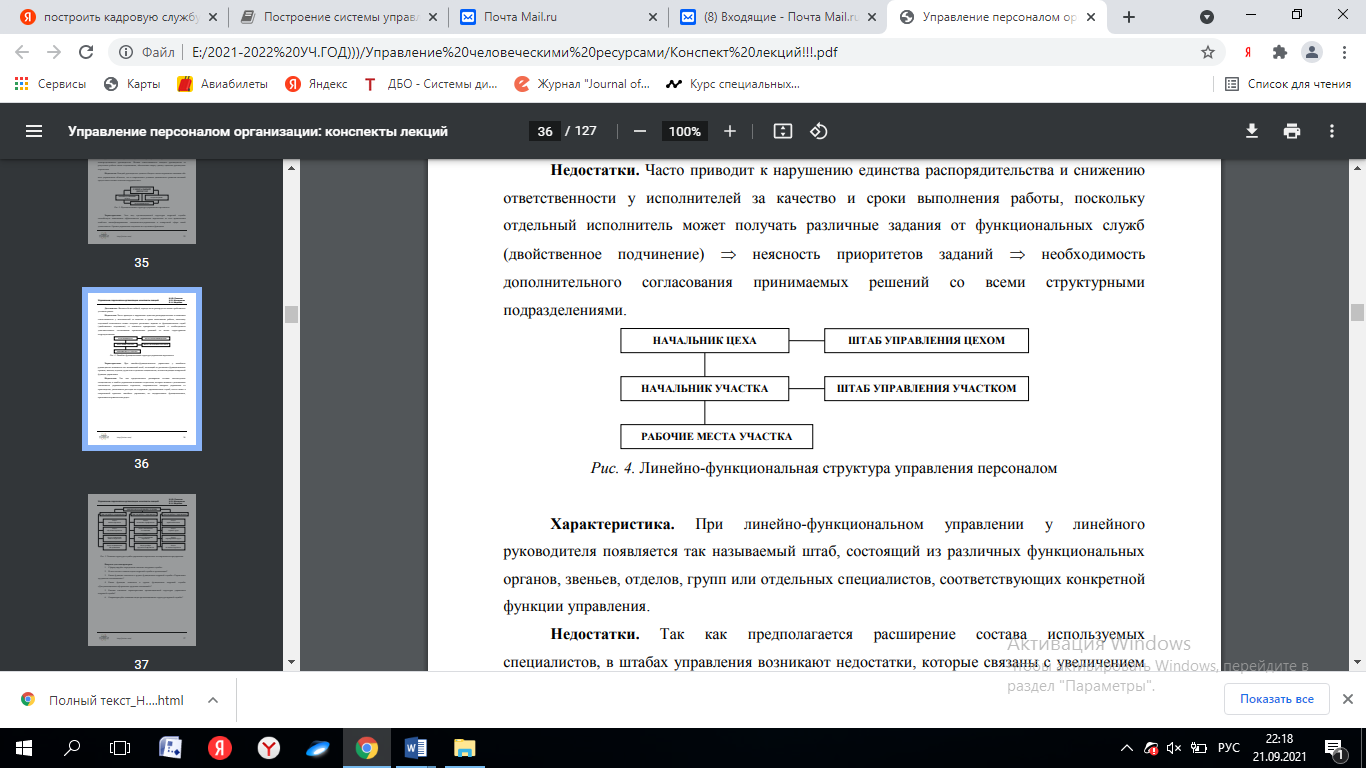 построить кадровую службу
Построение системы управл
Почта Mail.ru
(8) Входящие - Почта Mail.ru
Управление персоналом ор
Файл
E:/2021-2022%20УЧ.ГОД)))/Управление%20человеческими%20ресурсами/Конспект%20лекций!!!.pdf
Сервисы
Карты
Авиабилеты
Яндекс
ДБО - Системы ди...
Журнал "Journal of...
Курс специальных...
Список для чтения
Управление персоналом организации: конспекты лекций
36 / 127
100%
35
36
37
Недостатки. Часто приводит к нарушению единства распорядительства и снижению
ответственности у исполнителей за качество и сроки выполнения работы, поскольку
отдельный исполнитель может получать различные задания от функциональных служб
(двойственное подчинение) ⇒ неясность приоритетов заданий ⇒ необходимость
дополнительного согласования принимаемых решений со всеми структурными
подразделениями.
НАЧАЛЬНИК ЦЕХА
ШТАБ УПРАВЛЕНИЯ ЦЕХОМ
НАЧАЛЬНИК УЧАСТКА
ШТАБ УПРАВЛЕНИЯ УЧАСТКОМ
РАБОЧИЕ МЕСТА УЧАСТКА
Рис. 4. Линейно-функциональная структура управления персоналом
Характеристика. При линейно-функциональном управлении у линейного
руководителя появляется так называемый штаб, состоящий из различных функциональных
органов, звеньев, отделов, групп или отдельных специалистов, соответствующих конкретной
функции управления.
Недостатки. Так как предполагается расширение состава используемых
специалистов, в штабах управления возникают недостатки, которые связаны с увеличением
Активация Windows
Чтобы активировать Windows, перейдите в
раздел "Параметры".
Полный текст_Н....html
Показать все
РУС
22:18
21.09.2021
1